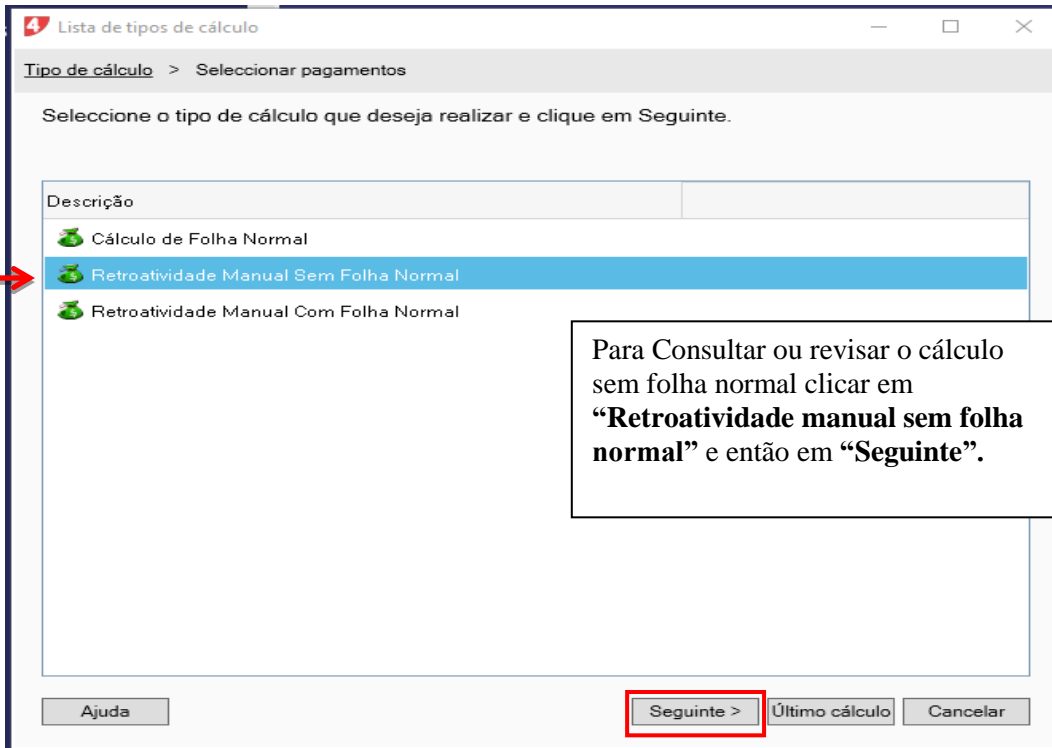 Lista de tipos de cálculo
Tipo de cálculo > Seleccionar pagamentos
Seleccione o tipo de cálculo que deseja realizar e clique em Seguinte.
Descrição
Cálculo de Folha Normal
Retroatividade Manual Sem Folha Normal
Retroatividade Manual Com Folha Normal
Para Consultar ou revisar o cálculo
sem folha normal clicar em
“Retroatividade manual sem folha
normal” e então em “Seguinte”.
Ajuda
Seguinte >
Último cálculo
Cancelar